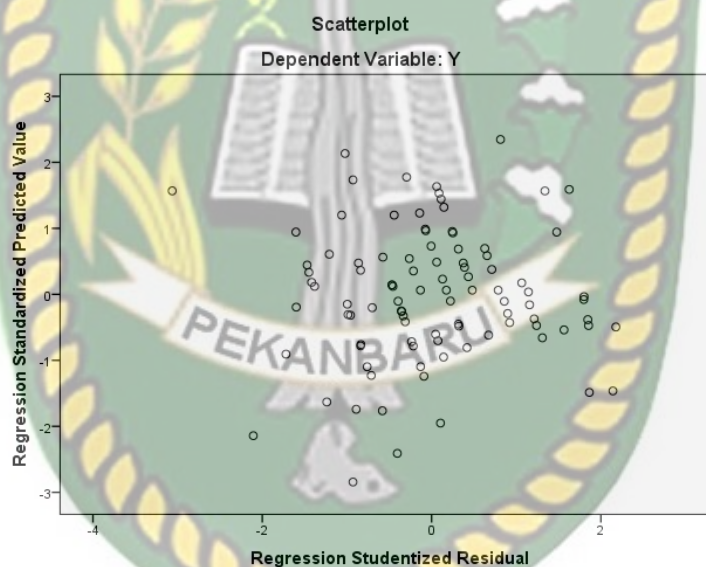 Scatterplot
Dependent Variable: Y
Regression Standardized Predicted Value
3
2
1
0
-1
-2
-3
PEKANBARU
-4
-2
0
2
Regression Studentized Residual